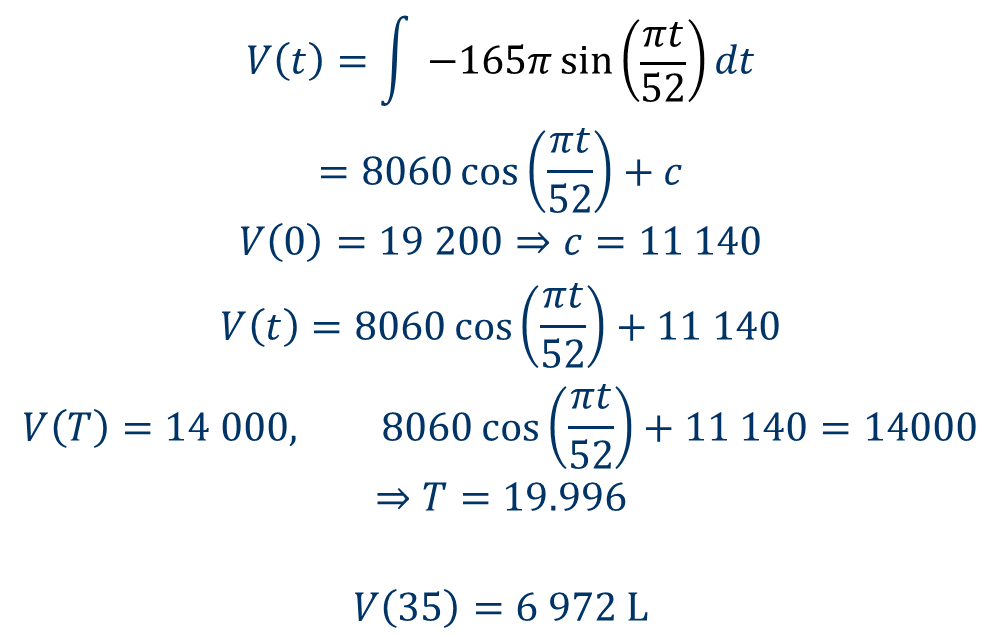 V(t) = ∫ −165π sin(πt/52) dt
= 8060 cos(πt/52) + c
V(0) = 19 200 ⇒ c = 11 140
V(t) = 8060 cos(πt/52) + 11 140
V(T) = 14 000, 8060 cos(πt/52) + 11 140 = 14000
⇒ T = 19.996
V(35) = 6 972 L